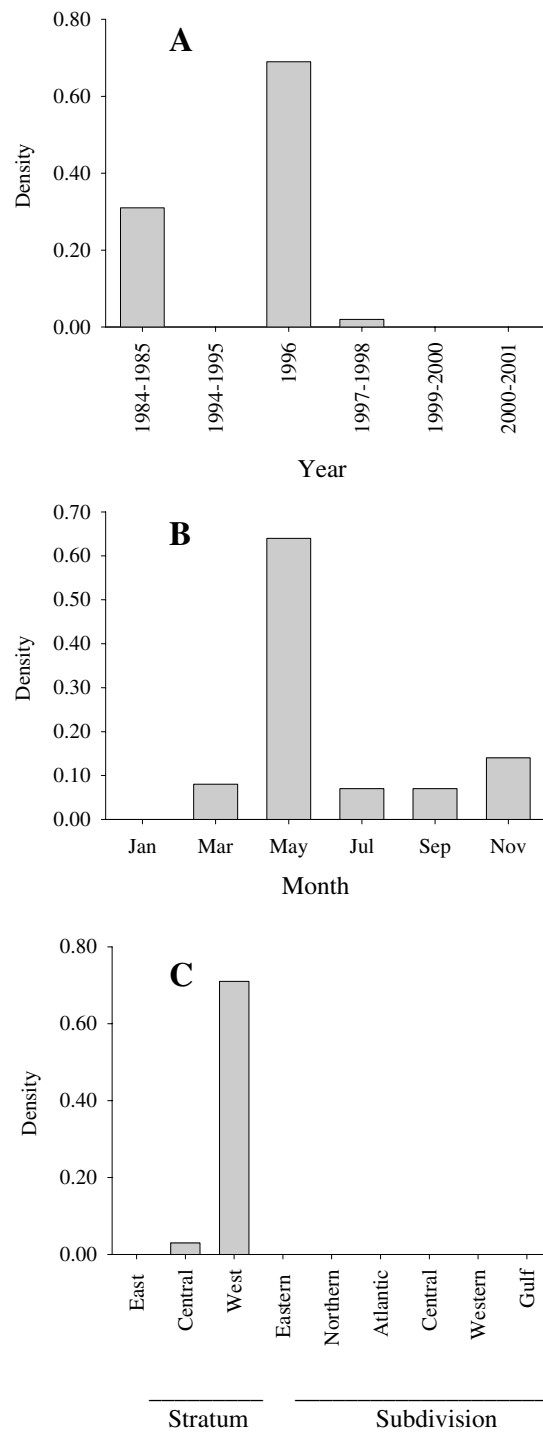 A
Density
0.80
0.60
0.40
0.20
0.00
1984-1985
1994-1995
1996
1997-1998
1999-2000
2000-2001
Year
B
Density
0.70
0.60
0.50
0.40
0.30
0.20
0.10
0.00
Jan Mar May Jul Sep Nov
Month
C
Density
0.80
0.60
0.40
0.20
0.00
East
Central
West
Eastern
Northern
Atlantic
Central
Western
Gulf
Stratum Subdivision